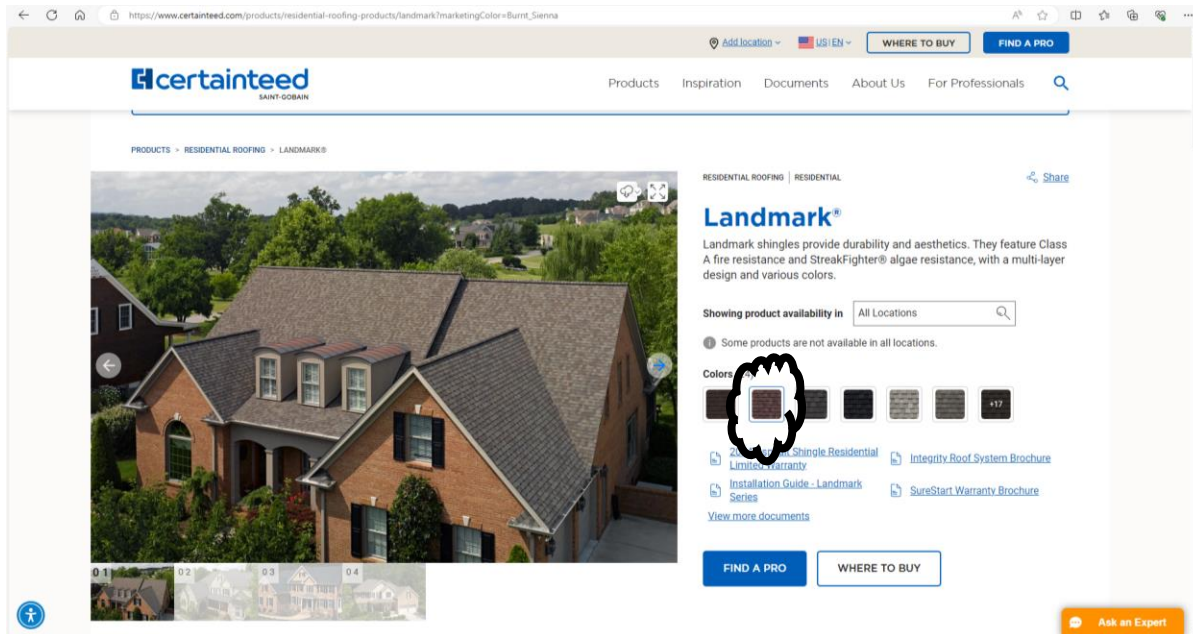 https://www.certainteed.com/products/residential-roofing-products/landmark?marketingColor=Burnt_Sienna
Add location
US|EN
WHERE TO BUY
FIND A PRO
certainteed
SAINT-GOBAIN
Products
Inspiration
Documents
About Us
For Professionals
PRODUCTS > RESIDENTIAL ROOFING > LANDMARK®
RESIDENTIAL ROOFING | RESIDENTIAL
Share
Landmark®
Landmark shingles provide durability and aesthetics. They feature Class
A fire resistance and StreakFighter® algae resistance, with a multi-layer
design and various colors.
Showing product availability in
All Locations
Some products are not available in all locations.
Colors
+17
Shingle Residential
Limited Warranty
Integrity Roof System Brochure
Installation Guide - Landmark
Series
SureStart Warranty Brochure
View more documents
FIND A PRO
WHERE TO BUY
01
02
03
04
Ask an Expert